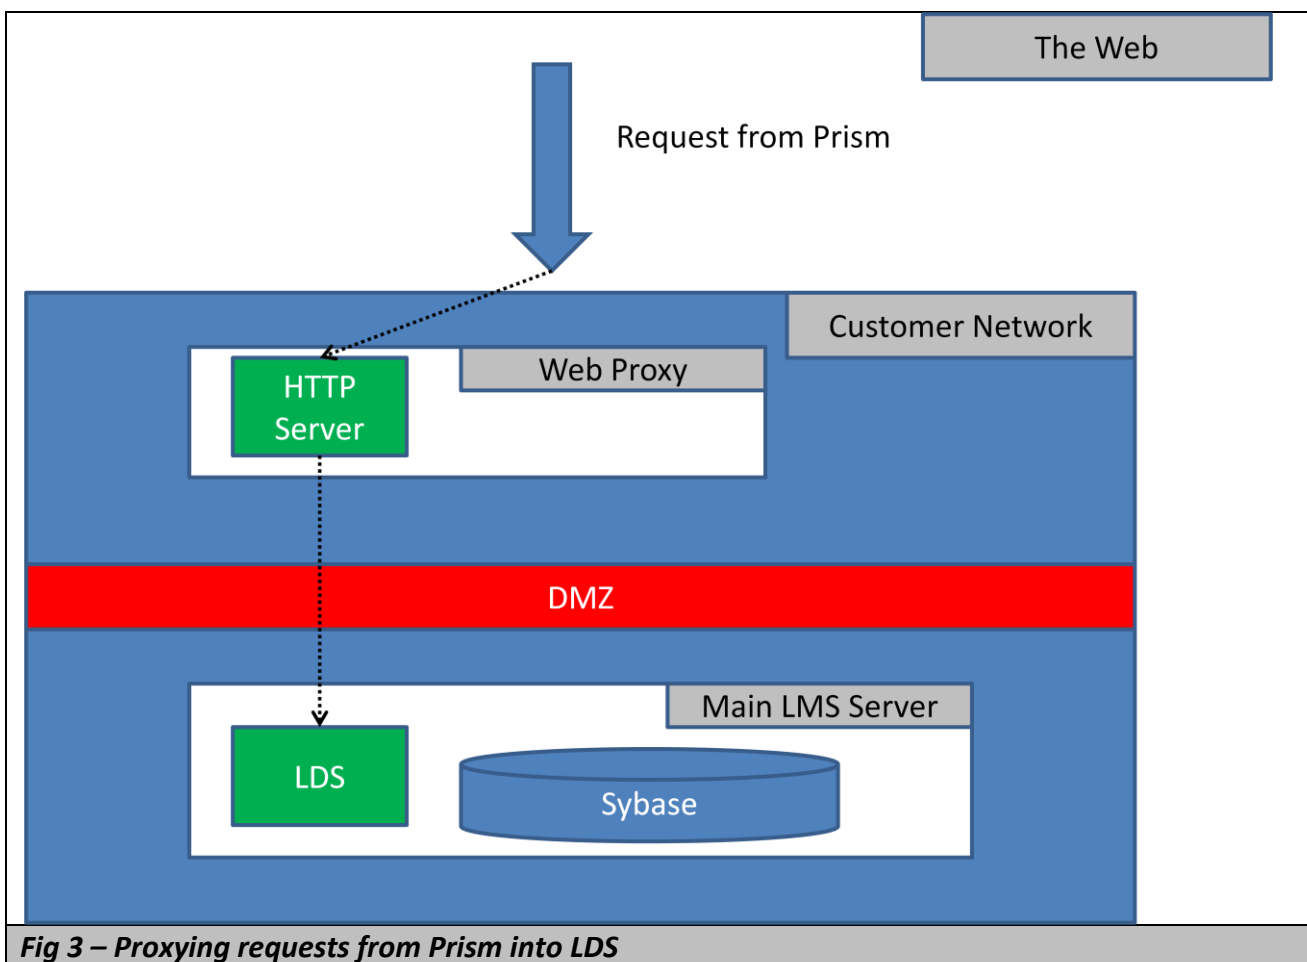 The Web
Request from Prism
Customer Network
Web Proxy
HTTP
Server
DMZ
Main LMS Server
LDS
Sybase
Fig 3 – Proxying requests from Prism into LDS